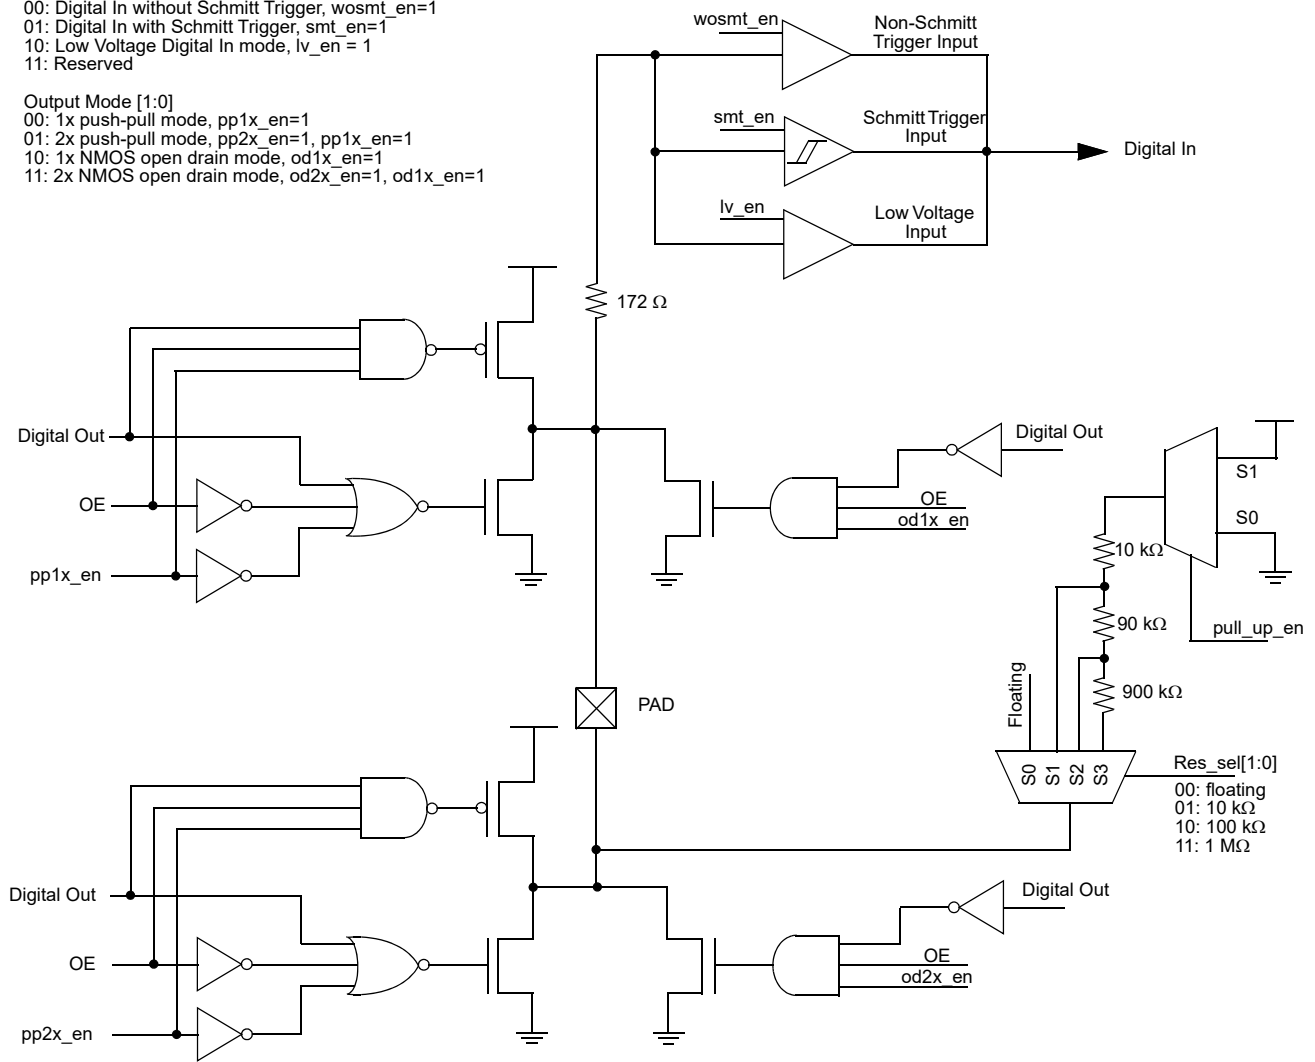 00: Digital In without Schmitt Trigger, wosmt_en=1
01: Digital In with Schmitt Trigger, smt_en=1
10: Low Voltage Digital In mode, lv_en = 1
11: Reserved
Output Mode [1:0]
00: 1x push-pull mode, pp1x_en=1
01: 2x push-pull mode, pp2x_en=1, pp1x_en=1
10: 1x NMOS open drain mode, od1x_en=1
11: 2x NMOS open drain mode, od2x_en=1, od1x_en=1
wosmt_en
Non-Schmitt
Trigger Input
smt_en
Schmitt Trigger
Input
Digital In
lv_en
Low Voltage
Input
172 Ω
Digital Out
OE
pp1x_en
Digital Out
OE
od1x_en
S1
S0
10 kΩ
90 kΩ
pull_up_en
900 kΩ
Floating
PAD
S0
S1
S2
S3
Res_sel[1:0]
00: floating
01: 10 kΩ
10: 100 kΩ
11: 1 MΩ
Digital Out
OE
pp2x_en
Digital Out
OE
od2x_en